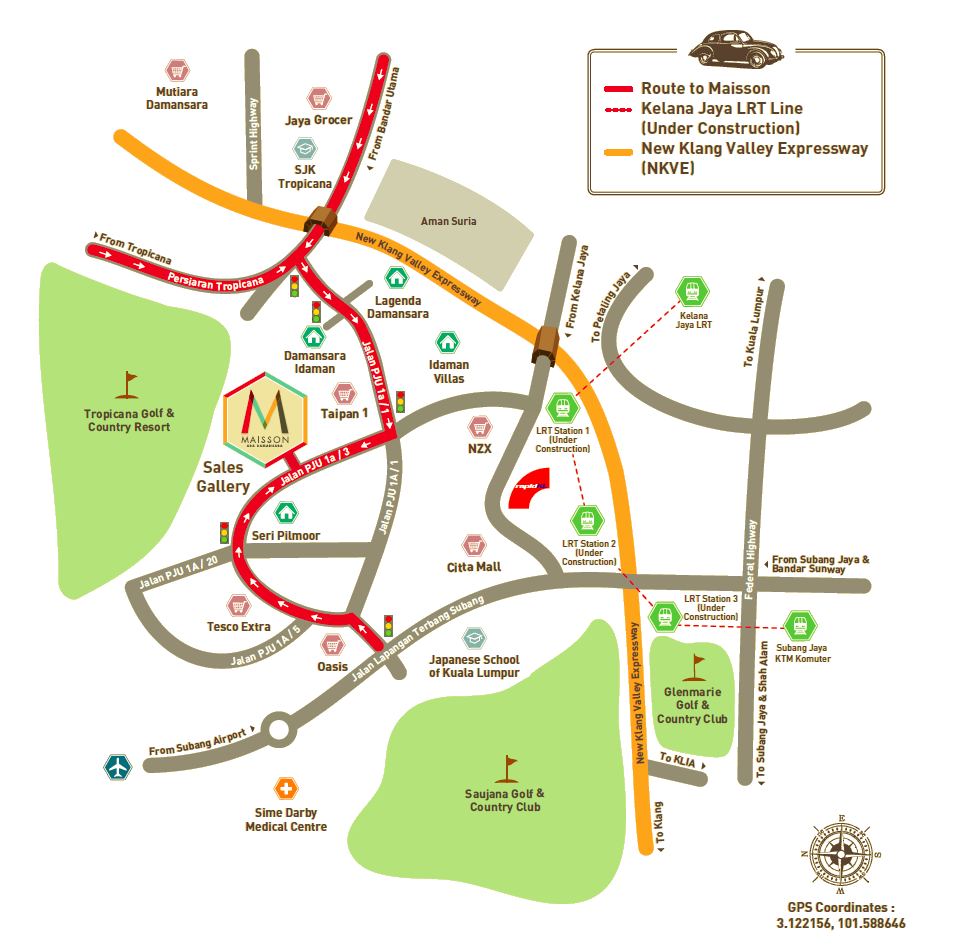 Route to Maisson
Kelana Jaya LRT Line
(Under Construction)
New Klang Valley Expressway
(NKVE)
Mutiara
Damansara
Sprint Highway
Jaya Grocer
From Bandar Utama
SJK
Tropicana
Aman Suria
From Tropicana
Persiaran Tropicana
New Klang Valley Expressway
From Kelana Jaya
To Petaling Jaya
Kelana
Jaya LRT
To Kuala Lumpur
Lagenda
Damansara
Damansara
Idaman
Jalan PJU 1a / 1
Idaman
Villas
Taipan 1
Tropicana Golf &
Country Resort
MAISSON
ARA DAMANSARA
Sales
Gallery
Jalan PJU 1a / 3
NZX
LRT Station 1
(Under
Construction)
Jalan PJU 1A / 1
rapid
Seri Pilmoor
LRT Station 2
(Under
Construction)
Citta Mall
Federal Highway
From Subang Jaya &
Bandar Sunway
Jalan PJU 1A / 20
Tesco Extra
Jalan PJU 1A / 5
Oasis
Jalan Lapangan Terbang Subang
LRT Station 3
(Under
Construction)
Japanese School
of Kuala Lumpur
Subang Jaya
KTM Komuter
New Klang Valley Expressway
Glenmarie
Golf &
Country Club
To Subang Jaya & Shah Alam
From Subang Airport
To KLIA
Saujana Golf &
Country Club
Sime Darby
Medical Centre
To Klang
E
N
S
W
GPS Coordinates :
3.122156, 101.588646